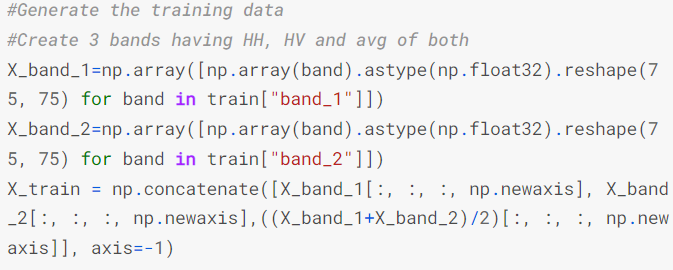 #Generate the training data
#Create 3 bands having HH, HV and avg of both
X_band_1=np.array([np.array(band).astype(np.float32).reshape(7
5, 75) for band in train["band_1"]])
X_band_2=np.array([np.array(band).astype(np.float32).reshape(7
5, 75) for band in train["band_2"]])
X_train = np.concatenate([X_band_1[:, :, :, np.newaxis], X_band
_2[:, :, :, np.newaxis],((X_band_1+X_band_2)/2)[:, :, :, np.new
axis]], axis=-1)